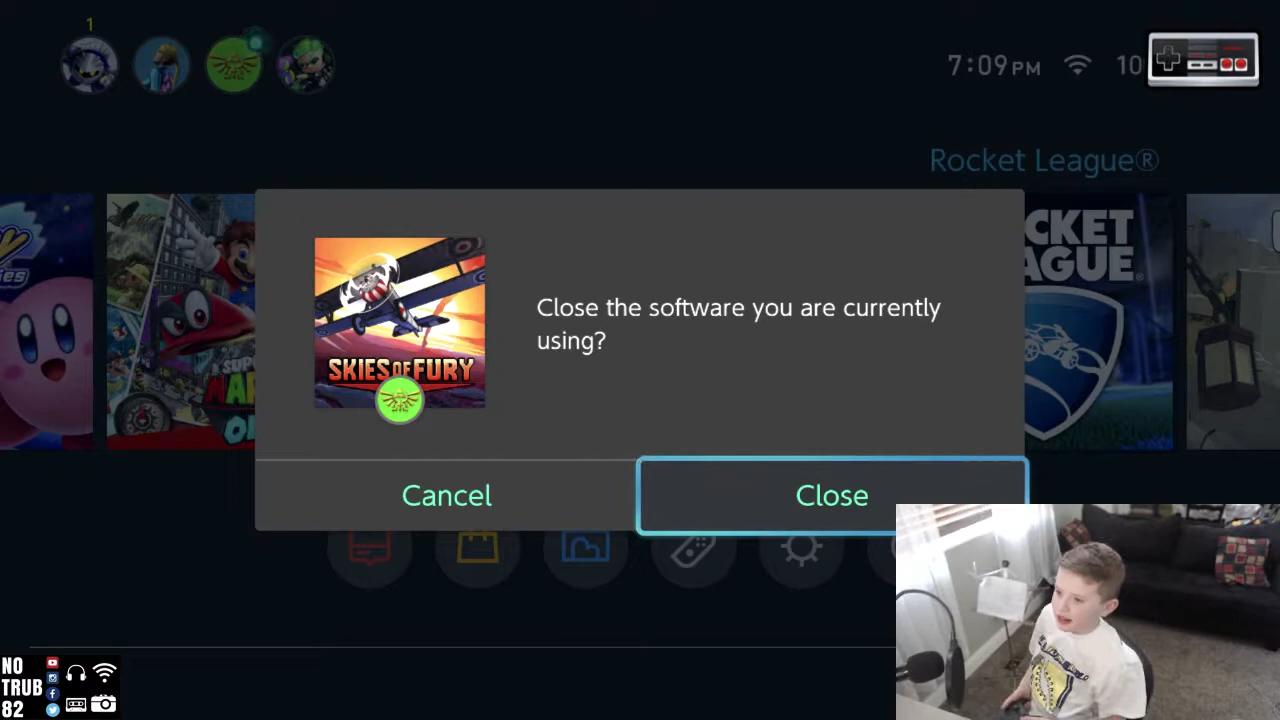 1
7:09 PM
10
Rocket League®
SKIES OF FURY
Close the software you are currently
using?
CKET
AGUE
Cancel
Close
NO
TRUB
82